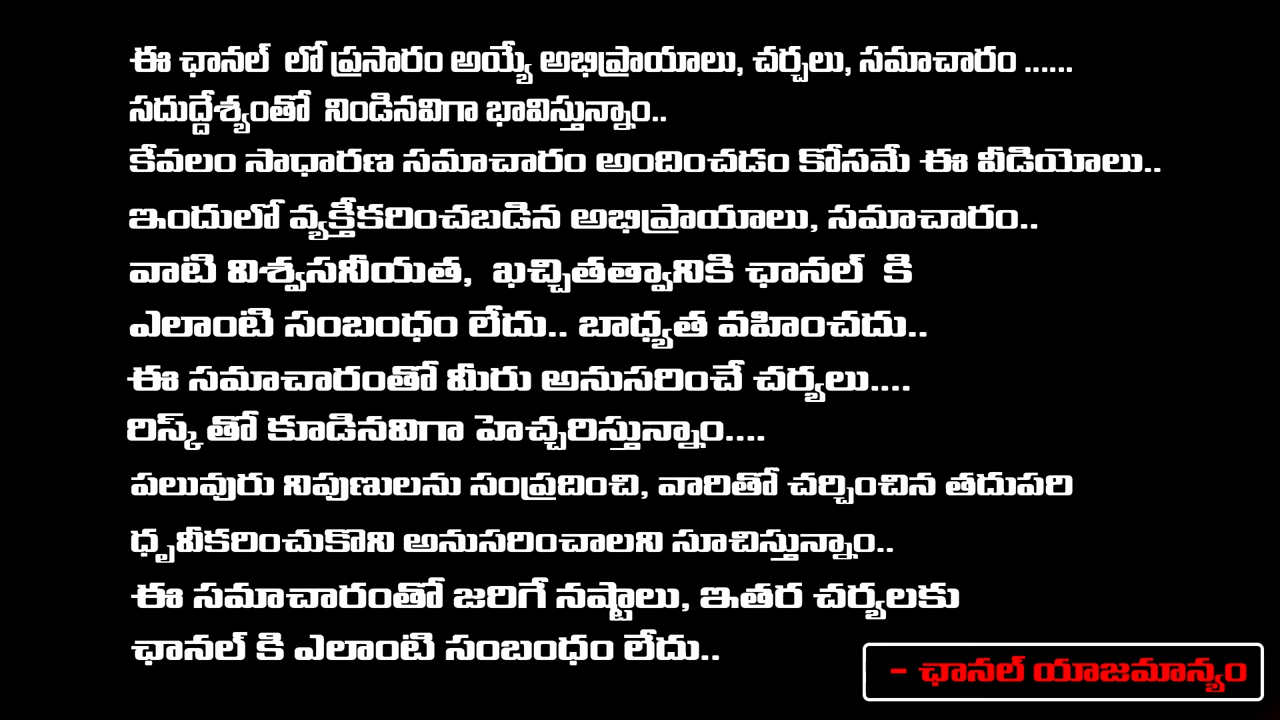 ఈ ఛానల్ లో ప్రసారం అయ్యే అభిప్రాయాలు, చర్చలు, సమాచారం ......
సదుద్దేశ్యంతో నిండినవిగా భావిస్తున్నాం..
కేవలం సాధారణ సమాచారం అందించడం కోసమే ఈ వీడియోలు..
ఇందులో వ్యక్తీకరించబడిన అభిప్రాయాలు, సమాచారం..
వాటి విశ్వసనీయత, ఖచ్చితత్వానికి ఛానల్ కి
ఎలాంటి సంబంధం లేదు.. బాధ్యత వహించదు..
ఈ సమాచారంతో మీరు అనుసరించే చర్యలు....
రిస్క్ తో కూడినవిగా హెచ్చరిస్తున్నాం....
పలువురు నిపుణులను సంప్రదించి, వారితో చర్చించిన తదుపరి
ధృవీకరించుకొని అనుసరించాలని సూచిస్తున్నాం..
ఈ సమాచారంతో జరిగే నష్టాలు, ఇతర చర్యలకు
ఛానల్ కి ఎలాంటి సంబంధం లేదు..
- ఛానల్ యాజమాన్యం